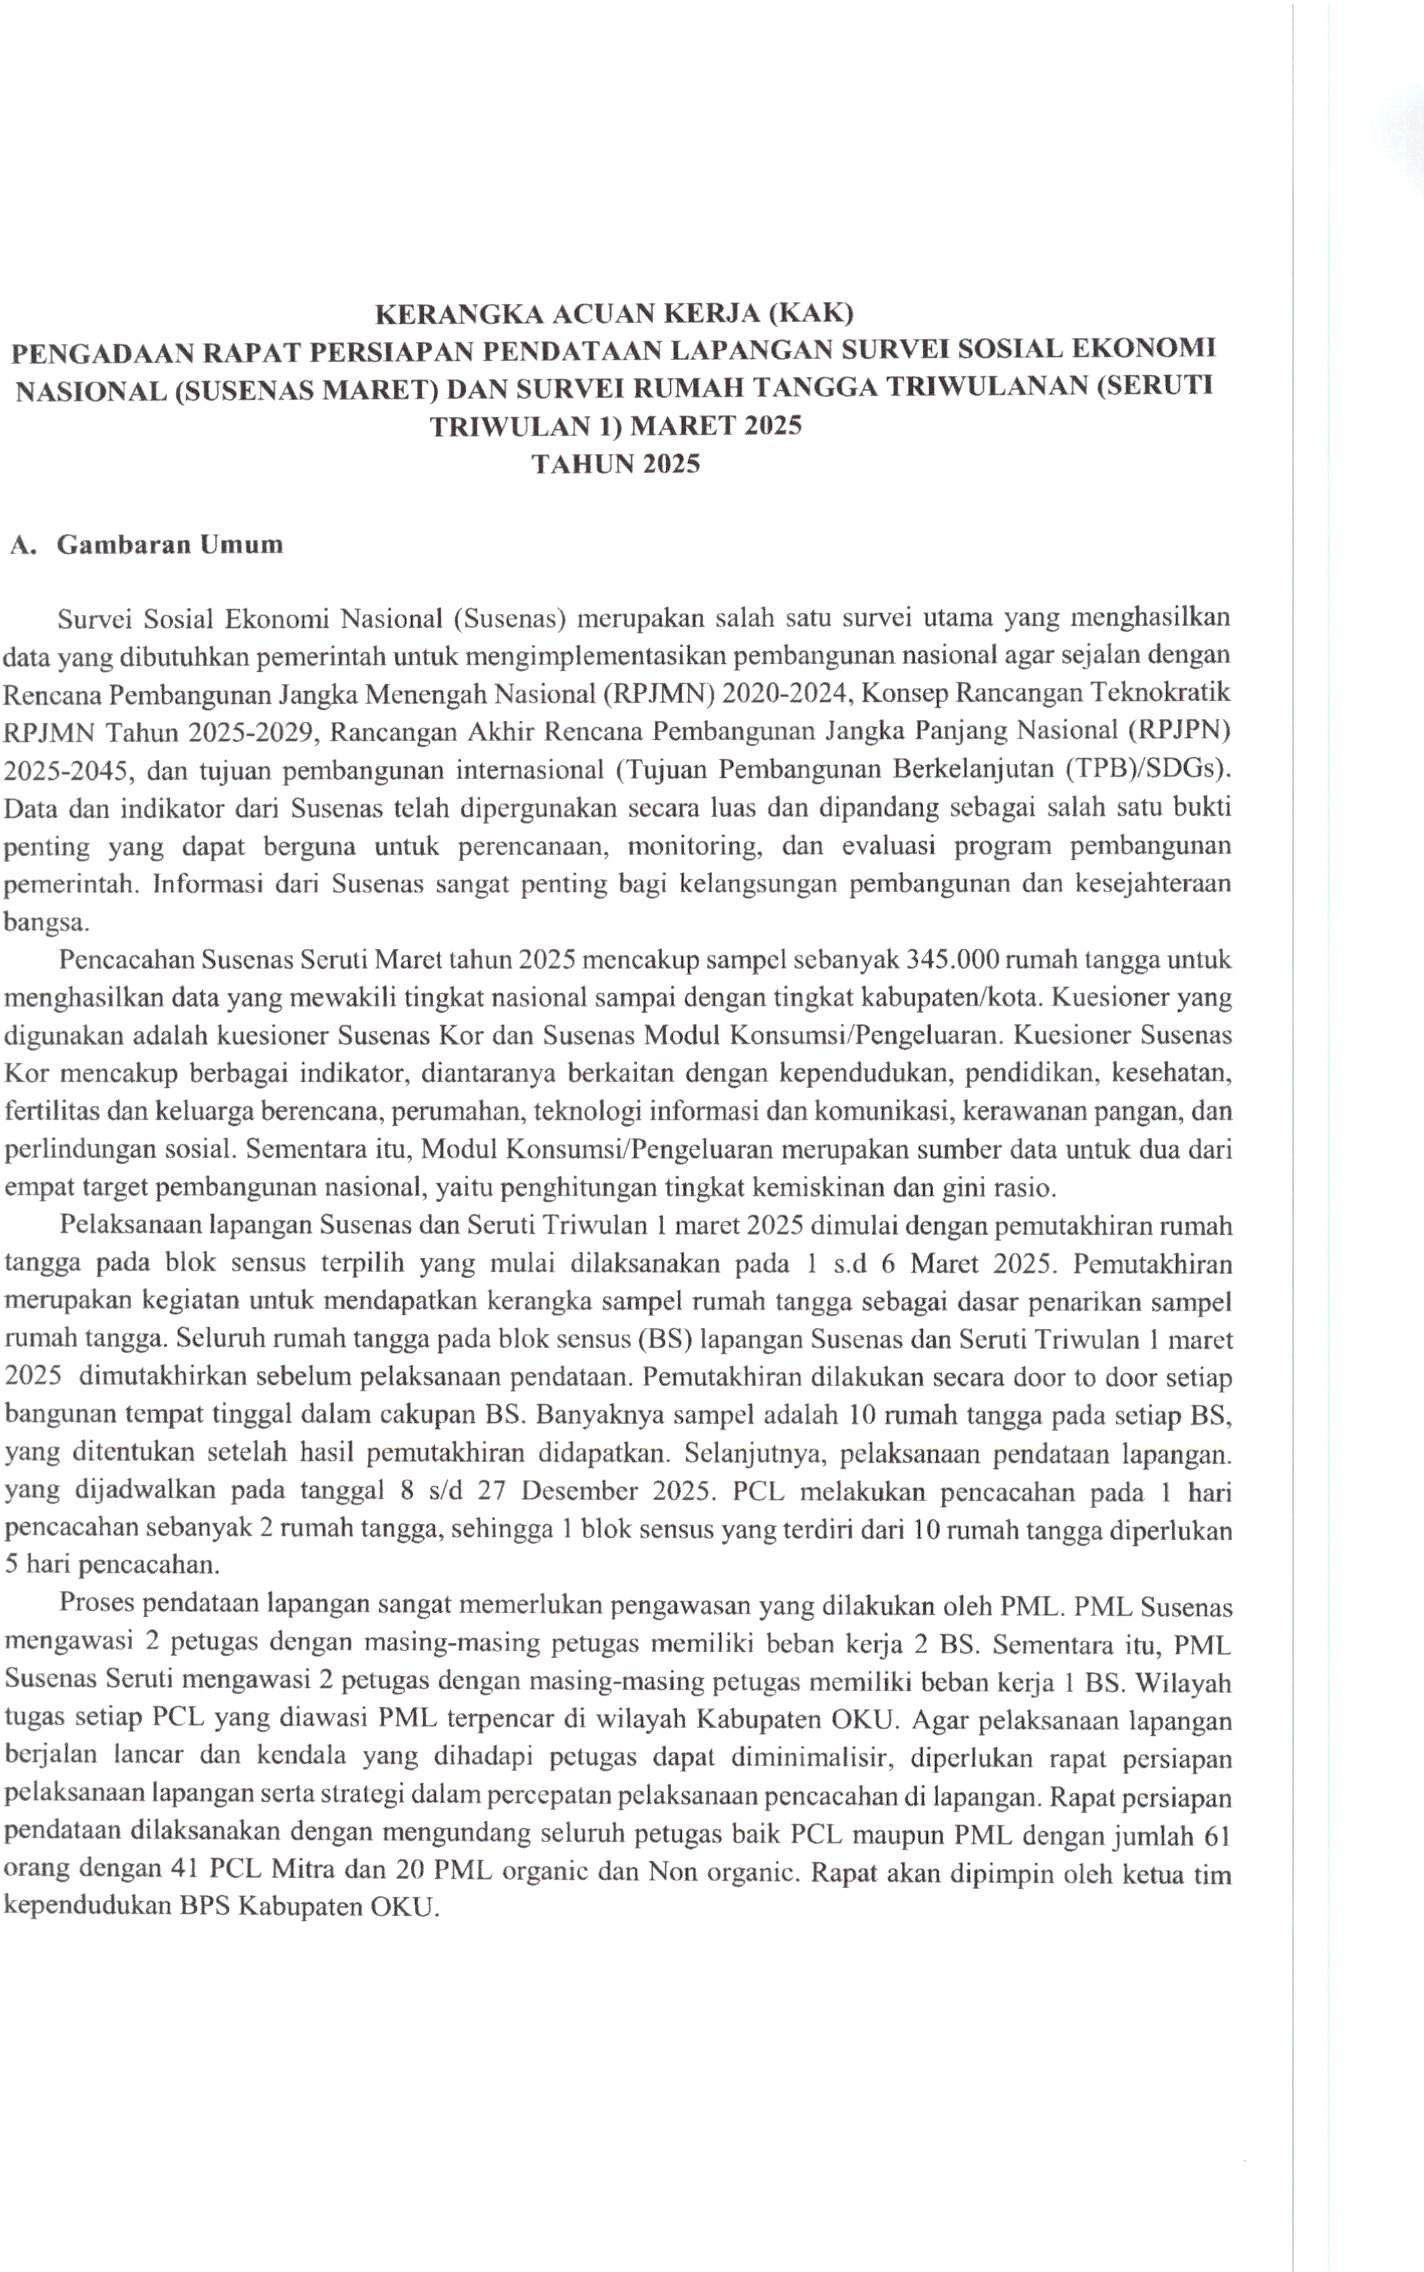 KERANGKA ACUAN KERJA (KAK)
PENGADAAN RAPAT PERSIAPAN PENDATAAN LAPANGAN SURVEI SOSIAL EKONOMI
NASIONAL (SUSENAS MARET) DAN SURVEI RUMAH TANGGA TRIWULANAN (SERUTI
TRIWULAN 1) MARET 2025
TAHUN 2025
A. Gambaran Umum
Survei Sosial Ekonomi Nasional (Susenas) merupakan salah satu survei utama yang menghasilkan
data yang dibutuhkan pemerintah untuk mengimplementasikan pembangunan nasional agar sejalan dengan
Rencana Pembangunan Jangka Menengah Nasional (RPJMN) 2020-2024, Konsep Rancangan Teknokratik
RPJMN Tahun 2025-2029, Rancangan Akhir Rencana Pembangunan Jangka Panjang Nasional (RPJPN)
2025-2045, dan tujuan pembangunan internasional (Tujuan Pembangunan Berkelanjutan (TPB)/SDGs).
Data dan indikator dari Susenas telah dipergunakan secara luas dan dipandang sebagai salah satu bukti
penting yang dapat berguna untuk perencanaan, monitoring, dan evaluasi program pembangunan
pemerintah. Informasi dari Susenas sangat penting bagi kelangsungan pembangunan dan kesejahteraan
bangsa.
Pencacahan Susenas Seruti Maret tahun 2025 mencakup sampel sebanyak 345.000 rumah tangga untuk
menghasilkan data yang mewakili tingkat nasional sampai dengan tingkat kabupaten/kota. Kuesioner yang
digunakan adalah kuesioner Susenas Kor dan Susenas Modul Konsumsi/Pengeluaran. Kuesioner Susenas
Kor mencakup berbagai indikator, diantaranya berkaitan dengan kependudukan, pendidikan, kesehatan,
fertilitas dan keluarga berencana, perumahan, teknologi informasi dan komunikasi, kerawanan pangan, dan
perlindungan sosial. Sementara itu, Modul Konsumsi/Pengeluaran merupakan sumber data untuk dua dari
empat target pembangunan nasional, yaitu penghitungan tingkat kemiskinan dan gini rasio.
Pelaksanaan lapangan Susenas dan Seruti Triwulan 1 maret 2025 dimulai dengan pemutakhiran rumah
tangga pada blok sensus terpilih yang mulai dilaksanakan pada 1 s.d 6 Maret 2025. Pemutakhiran
merupakan kegiatan untuk mendapatkan kerangka sampel rumah tangga sebagai dasar penarikan sampel
rumah tangga. Seluruh rumah tangga pada blok sensus (BS) lapangan Susenas dan Seruti Triwulan 1 maret
2025 dimutakhirkan sebelum pelaksanaan pendataan. Pemutakhiran dilakukan secara door to door setiap
bangunan tempat tinggal dalam cakupan BS. Banyaknya sampel adalah 10 rumah tangga pada setiap BS,
yang ditentukan setelah hasil pemutakhiran didapatkan. Selanjutnya, pelaksanaan pendataan lapangan.
yang dijadwalkan pada tanggal 8 s/d 27 Desember 2025. PCL melakukan pencacahan pada 1 hari
pencacahan sebanyak 2 rumah tangga, sehingga 1 blok sensus yang terdiri dari 10 rumah tangga diperlukan
5 hari pencacahan.
Proses pendataan lapangan sangat memerlukan pengawasan yang dilakukan oleh PML. PML Susenas
mengawasi 2 petugas dengan masing-masing petugas memiliki beban kerja 2 BS. Sementara itu, PML
Susenas Seruti mengawasi 2 petugas dengan masing-masing petugas memiliki beban kerja 1 BS. Wilayah
tugas setiap PCL yang diawasi PML terpencar di wilayah Kabupaten OKU. Agar pelaksanaan lapangan
berjalan lancar dan kendala yang dihadapi petugas dapat diminimalisir, diperlukan rapat persiapan
pelaksanaan lapangan serta strategi dalam percepatan pelaksanaan pencacahan di lapangan. Rapat persiapan
pendataan dilaksanakan dengan mengundang seluruh petugas baik PCL maupun PML dengan jumlah 61
orang dengan 41 PCL Mitra dan 20 PML organic dan Non organic. Rapat akan dipimpin oleh ketua tim
kependudukan BPS Kabupaten OKU.